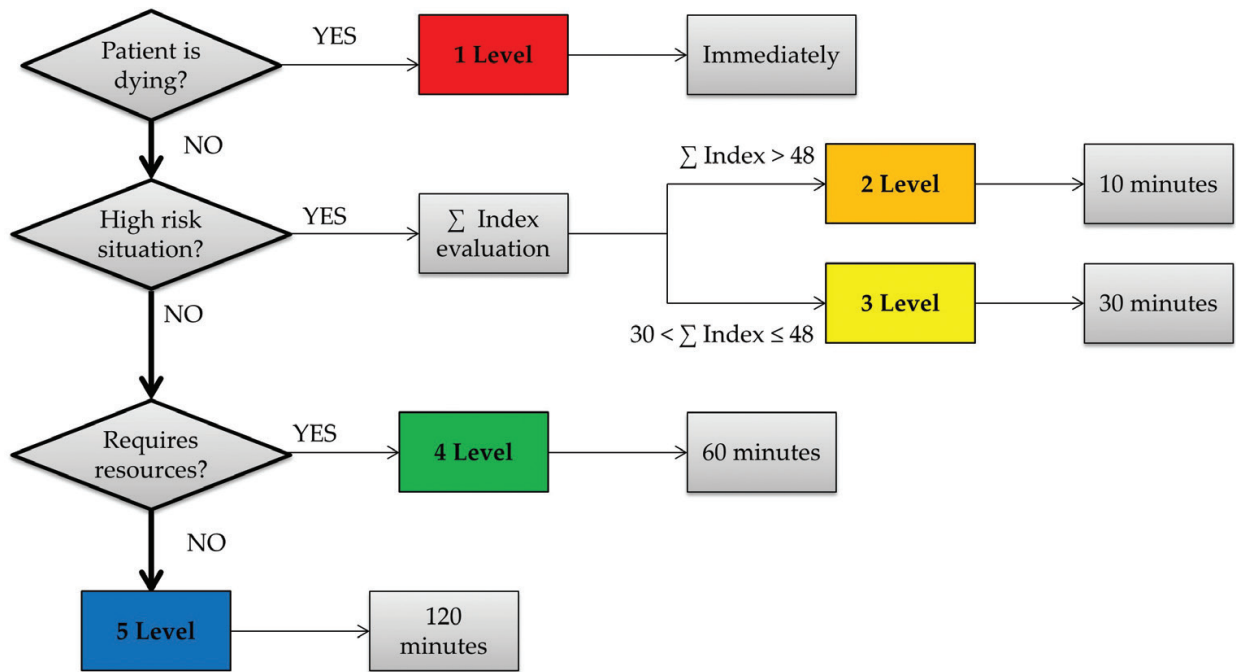 Patient is
dying?
YES
1 Level
Immediately
NO
High risk
situation?
YES
∑ Index
evaluation
∑ Index > 48
2 Level
10 minutes
30 < ∑ Index ≤ 48
3 Level
30 minutes
NO
Requires
resources?
YES
4 Level
60 minutes
NO
5 Level
120
minutes